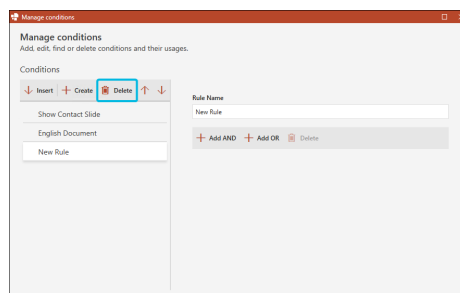 Manage conditions
Manage conditions
Add, edit, find or delete conditions and their usages.
Conditions
Insert Create Delete
Show Contact Slide
English Document
New Rule
Rule Name
New Rule
Add AND Add OR Delete